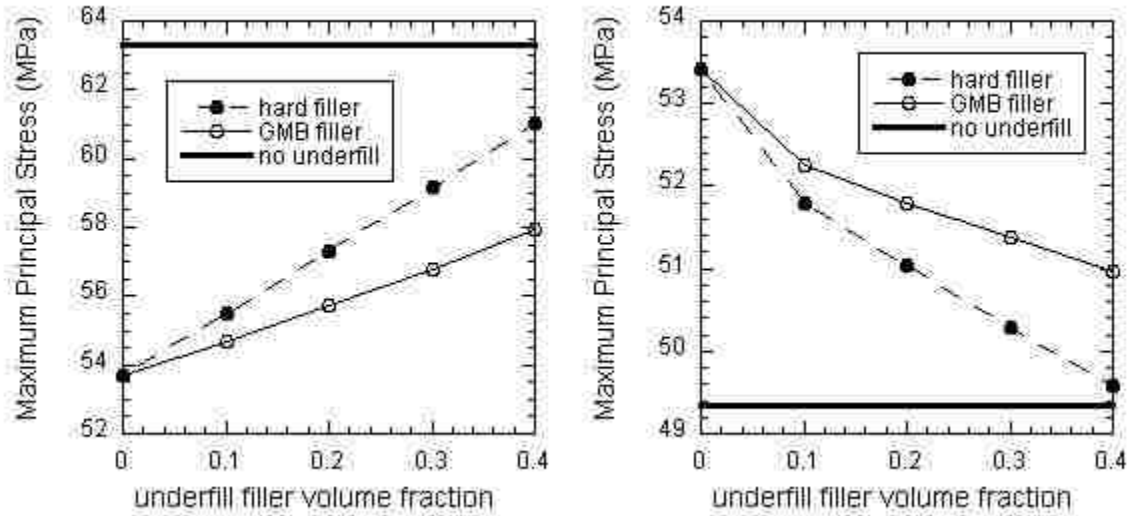 Maximum Principal Stress (MPa)
64
62
60
58
56
54
52
hard filler
GMB filler
no underfill
0
0.1
0.2
0.3
0.4
underfill filler volume fraction
Maximum Principal Stress (MPa)
54
53
52
51
50
49
hard filler
GMB filler
no underfill
0
0.1
0.2
0.3
0.4
underfill filler volume fraction